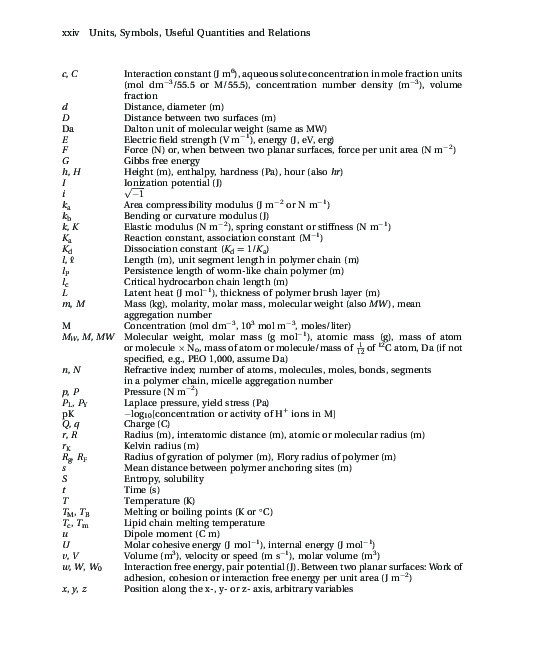 xxiv Units, Symbols, Useful Quantities and Relations
c, C Interaction constant (J m⁶), aqueous solute concentration in mole fraction units
(mol dm⁻³/55.5 or M/55.5), concentration number density (m⁻³), volume
fraction
d Distance, diameter (m)
D Distance between two surfaces (m)
Da Dalton unit of molecular weight (same as MW)
E Electric field strength (V m⁻¹), energy (J, eV, erg)
F Force (N) or, when between two planar surfaces, force per unit area (N m⁻²)
G Gibbs free energy
h, H Height (m), enthalpy, hardness (Pa), hour (also hr)
I Ionization potential (J)
i √−1
kₐ Area compressibility modulus (J m⁻² or N m⁻¹)
k_b Bending or curvature modulus (J)
k, K Elastic modulus (N m⁻²), spring constant or stiffness (N m⁻¹)
Kₐ Reaction constant, association constant (M⁻¹)
K_d Dissociation constant (K_d = 1/Kₐ)
l, ℓ Length (m), unit segment length in polymer chain (m)
l_p Persistence length of worm-like chain polymer (m)
l_c Critical hydrocarbon chain length (m)
L Latent heat (J mol⁻¹), thickness of polymer brush layer (m)
m, M Mass (kg), molarity, molar mass, molecular weight (also MW), mean
aggregation number
M Concentration (mol dm⁻³, 10³ mol m⁻³, moles/liter)
M_W, M, MW Molecular weight, molar mass (g mol⁻¹), atomic mass (g), mass of atom
or molecule × N₀, mass of atom or molecule/mass of 1/12 of ¹²C atom, Da (if not
specified, e.g., PEO 1,000, assume Da)
n, N Refractive index; number of atoms, molecules, moles, bonds, segments
in a polymer chain, micelle aggregation number
p, P Pressure (N m⁻²)
P_L, P_Y Laplace pressure, yield stress (Pa)
pK −log₁₀(concentration or activity of H⁺ ions in M)
Q, q Charge (C)
r, R Radius (m), interatomic distance (m), atomic or molecular radius (m)
r_K Kelvin radius (m)
R_g, R_F Radius of gyration of polymer (m), Flory radius of polymer (m)
s Mean distance between polymer anchoring sites (m)
S Entropy, solubility
t Time (s)
T Temperature (K)
T_M, T_B Melting or boiling points (K or °C)
T_c, T_m Lipid chain melting temperature
u Dipole moment (C m)
U Molar cohesive energy (J mol⁻¹), internal energy (J mol⁻¹)
υ, V Volume (m³), velocity or speed (m s⁻¹), molar volume (m³)
w, W, W₀ Interaction free energy, pair potential (J). Between two planar surfaces: Work of
adhesion, cohesion or interaction free energy per unit area (J m⁻²)
x, y, z Position along the x-, y- or z- axis, arbitrary variables